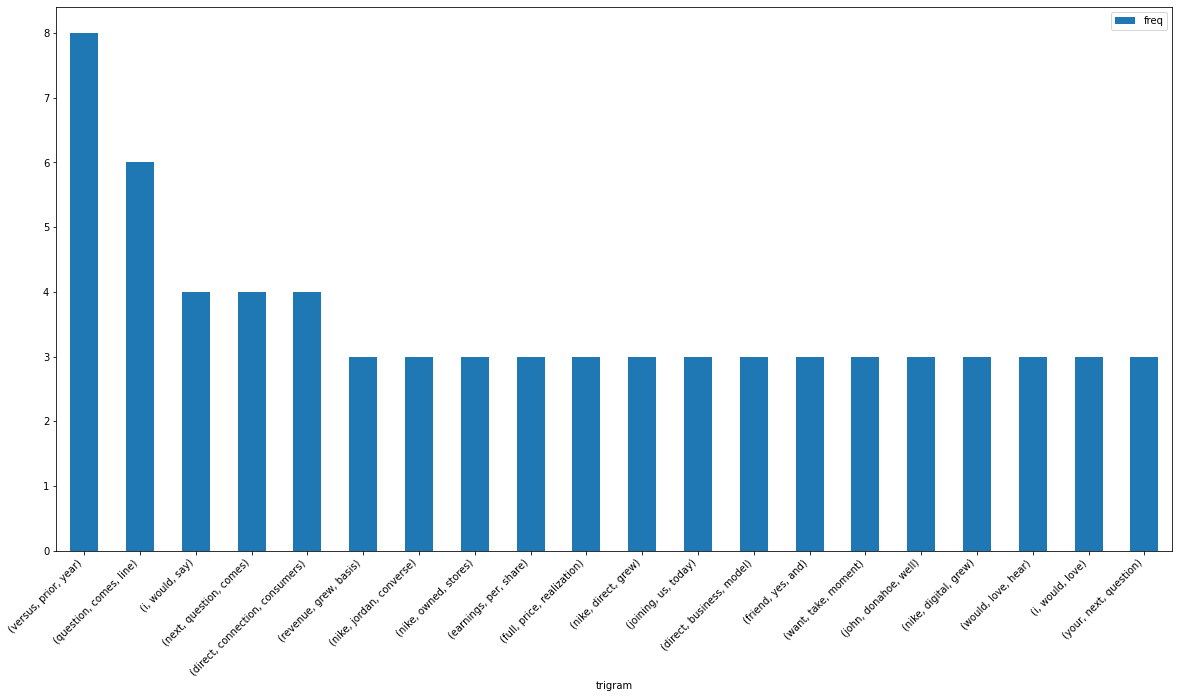 freq
8
7
6
5
4
3
2
1
0
(versus, prior, year)
(question, comes, line)
(i, would, say)
(next, question, comes)
(direct, connection, consumers)
(revenue, grew, basis)
(nike, jordan, converse)
(nike, owned, stores)
(earnings, per, share)
(full, price, realization)
(nike, direct, grew)
(joining, us, today)
(direct, business, model)
(friend, yes, and)
(want, take, moment)
(john, donahoe, well)
(nike, digital, grew)
(would, love, hear)
(i, would, love)
(your, next, question)
trigram